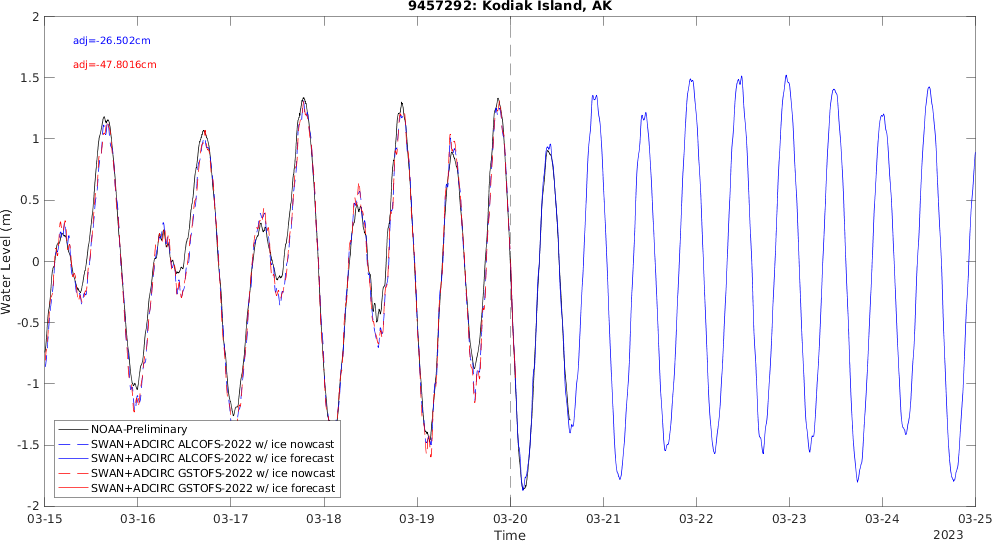 9457292: Kodiak Island, AK
2
1.5
1
0.5
0
-0.5
-1
-1.5
-2
Water Level (m)
adj=-26.502cm
adj=-47.8016cm
NOAA-Preliminary
SWAN+ADCIRC ALCOFS-2022 w/ ice nowcast
SWAN+ADCIRC ALCOFS-2022 w/ ice forecast
SWAN+ADCIRC GSTOFS-2022 w/ ice nowcast
SWAN+ADCIRC GSTOFS-2022 w/ ice forecast
03-15 03-16 03-17 03-18 03-19 03-20 03-21 03-22 03-23 03-24 03-25
Time
2023